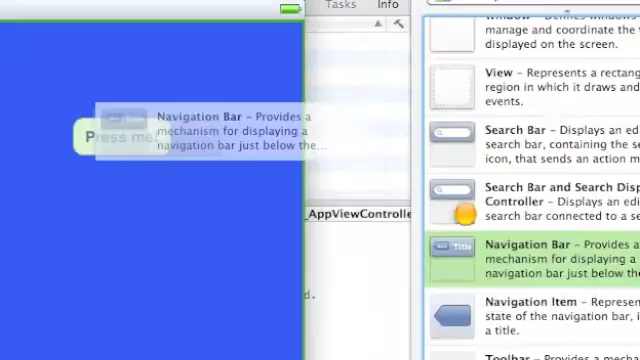 Tasks
Info
Navigation Bar – Provides a
mechanism for displaying a
navigation bar just below the...
Press me
_AppViewControlle
d.
Window – Defines windows
manage and coordinate the
displayed on the screen.
View – Represents a rectang
region in which it draws and
events.
Search Bar – Displays an ed
search bar, containing the se
icon, that sends an action m
Search Bar and Search Disp
Controller – Displays an edi
search bar connected to a se
Title
Navigation Bar – Provides a
mechanism for displaying a
navigation bar just below the
Navigation Item – Represen
state of the navigation bar, i
a title.
Toolbar – Provides a mecha